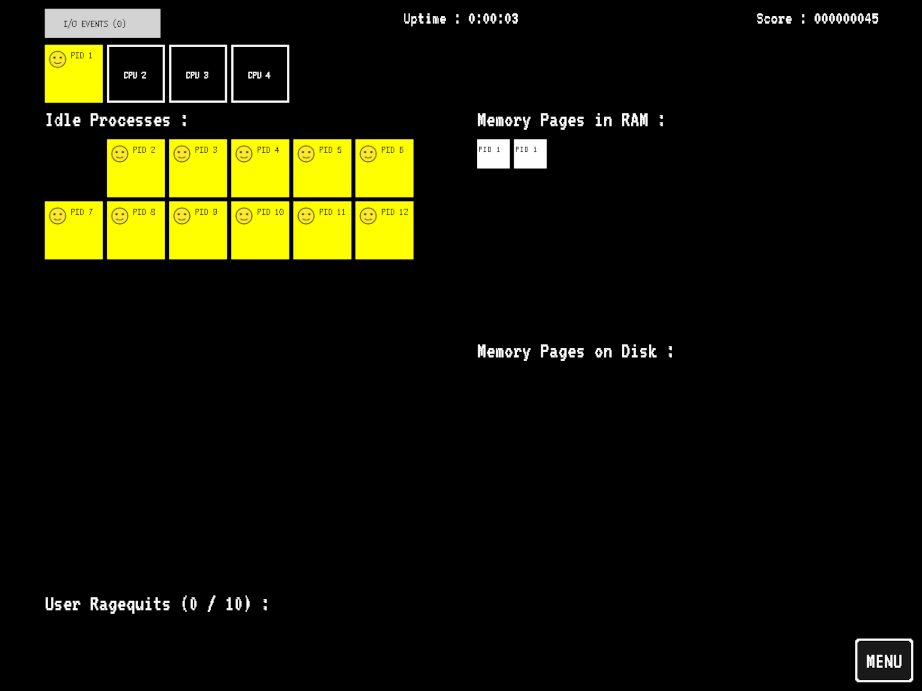 I/O EVENTS (0)
Uptime : 0:00:03
Score : 000000045
PID 1
CPU 2
CPU 3
CPU 4
Idle Processes :
Memory Pages in RAM :
PID 2
PID 3
PID 4
PID 5
PID 6
PID 1
PID 1
PID 7
PID 8
PID 9
PID 10
PID 11
PID 12
Memory Pages on Disk :
User Ragequits (0 / 10) :
MENU